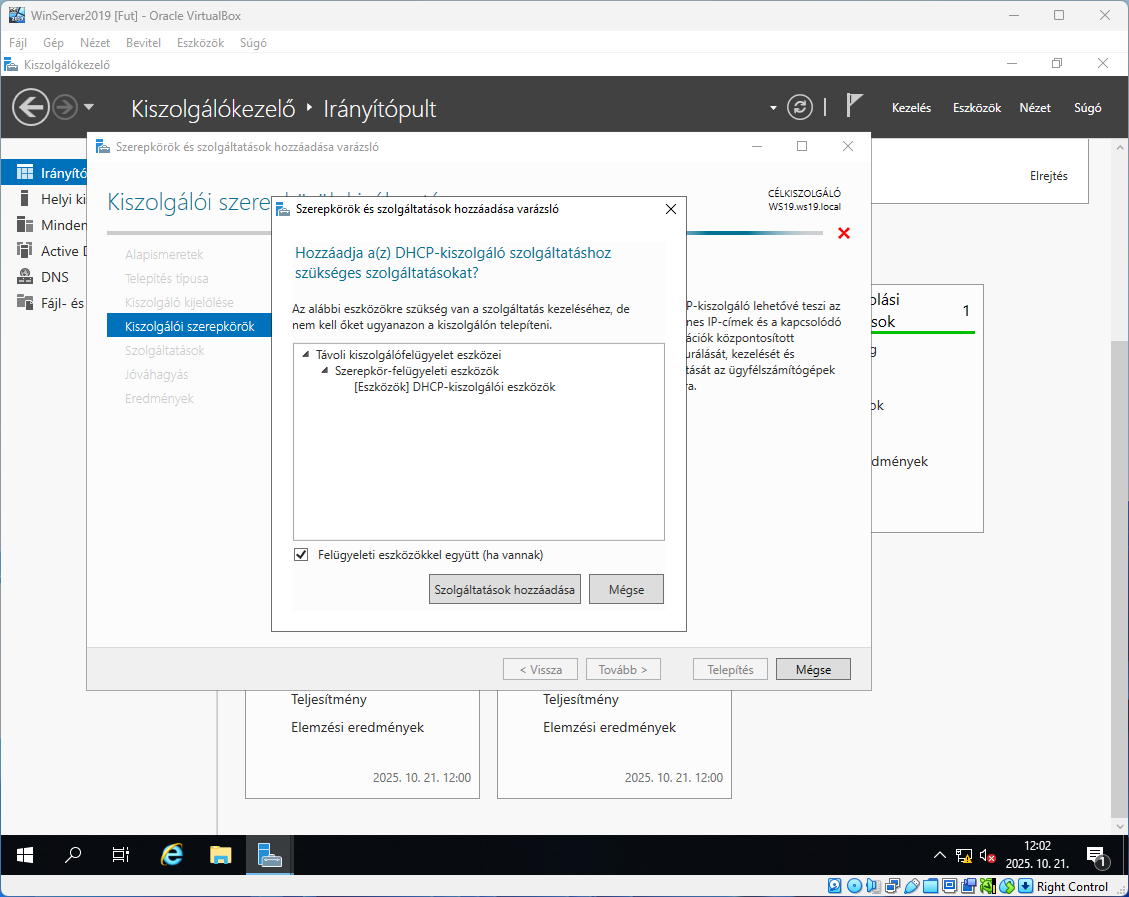 WinServer2019 [Fut] - Oracle VirtualBox
Fájl Gép Nézet Bevitel Eszközök Súgó
Kiszolgálókezelő
Kiszolgálókezelő Irányítópult
Kezelés Eszközök Nézet Súgó
Szerepkörök és szolgáltatások hozzáadása varázsló
Elrejtés
Helyi
Minden
Active
DNS
Fájl- és
Kiszolgálói
CÉLKISZOLGÁLÓ
WS19.ws19.local
Alapismeretek
Telepítés típusa
Kiszolgáló kijelölése
Kiszolgálói szerepkörök
Szolgáltatások
Jóváhagyás
Eredmények
Szerepkörök és szolgáltatások hozzáadása varázsló
Hozzáadja a(z) DHCP-kiszolgáló szolgáltatáshoz
szükséges szolgáltatásokat?
Az alábbi eszközökre szükség van a szolgáltatás kezeléséhez, de
nem kell őket ugyanazon a kiszolgálón telepíteni.
Távoli kiszolgálófelügyelet eszközei
Szerepkör-felügyeleti eszközök
[Eszközök] DHCP-kiszolgálói eszközök
Felügyeleti eszközökkel együtt (ha vannak)
Szolgáltatások hozzáadása Mégse
P-kiszolgáló lehetővé teszi az
nes IP-címek és a kapcsolódó
ációk központosított
urálását, kezelését és
tását az ügyfélszámítógépek
ra.
1
< Vissza Tovább > Telepítés Mégse
Teljesítmény
Elemzési eredmények
2025. 10. 21. 12:00
Teljesítmény
Elemzési eredmények
2025. 10. 21. 12:00
12:02
2025. 10. 21.
1
Right Control